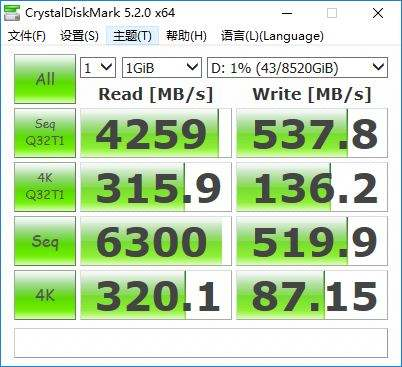 CrystalDiskMark 5.2.0 x64
文件(F) 设置(S) 主题(T) 帮助(H) 语言(L)(Language)
All 1 1GiB D: 1% (43/8520GiB)
Read [MB/s] Write [MB/s]
Seq Q32T1 4259 537.8
4K Q32T1 315.9 136.2
Seq 6300 519.9
4K 320.1 87.15